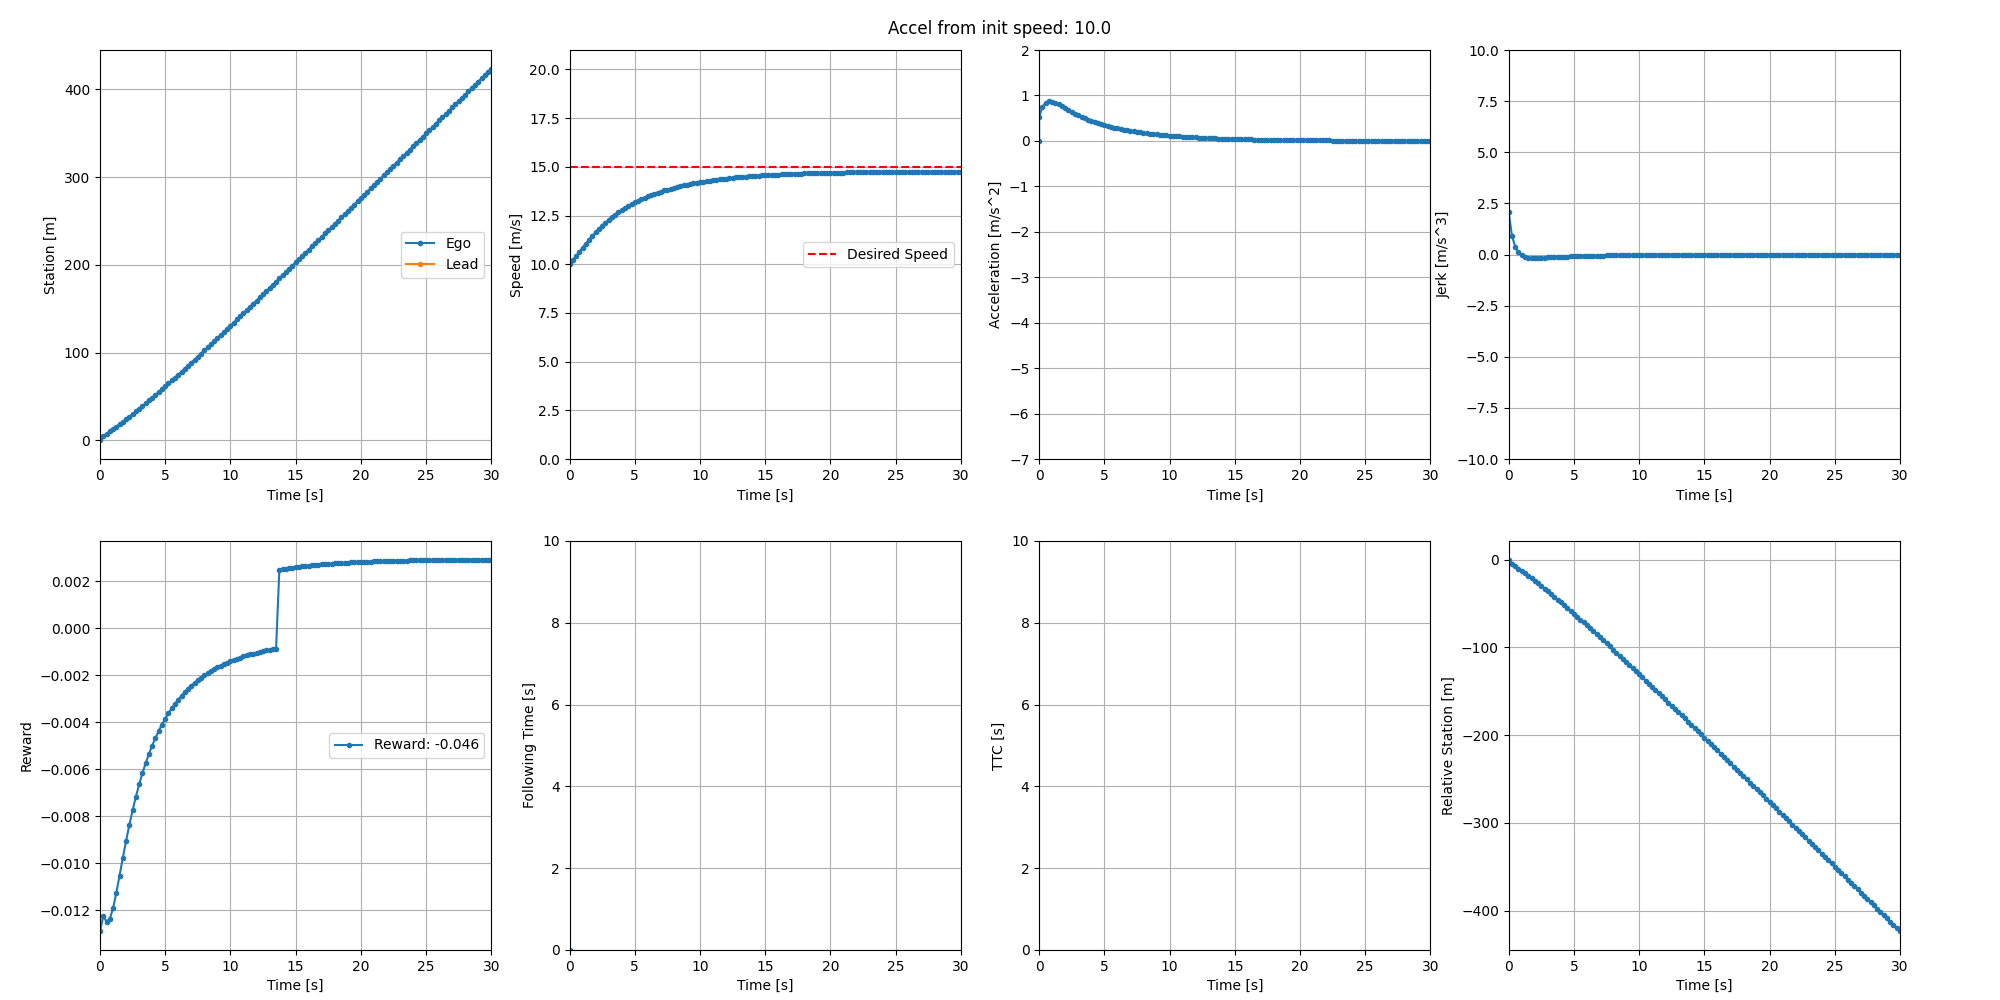 Accel from init speed: 10.0
400
300
200
100
0
0 5 10 15 20 25 30
Station [m]
Time [s]
Ego
Lead
20.0
17.5
15.0
12.5
10.0
7.5
5.0
2.5
0.0
0 5 10 15 20 25 30
Speed [m/s]
Time [s]
Desired Speed
2
1
0
−1
−2
−3
−4
−5
−6
−7
0 5 10 15 20 25 30
Acceleration [m/s^2]
Time [s]
10.0
7.5
5.0
2.5
0.0
−2.5
−5.0
−7.5
−10.0
0 5 10 15 20 25 30
Jerk [m/s^3]
Time [s]
0.002
0.000
−0.002
−0.004
−0.006
−0.008
−0.010
−0.012
0 5 10 15 20 25 30
Reward
Time [s]
Reward: -0.046
10
8
6
4
2
0
0 5 10 15 20 25 30
Following Time [s]
Time [s]
10
8
6
4
2
0
0 5 10 15 20 25 30
TTC [s]
Time [s]
0
−100
−200
−300
−400
0 5 10 15 20 25 30
Relative Station [m]
Time [s]